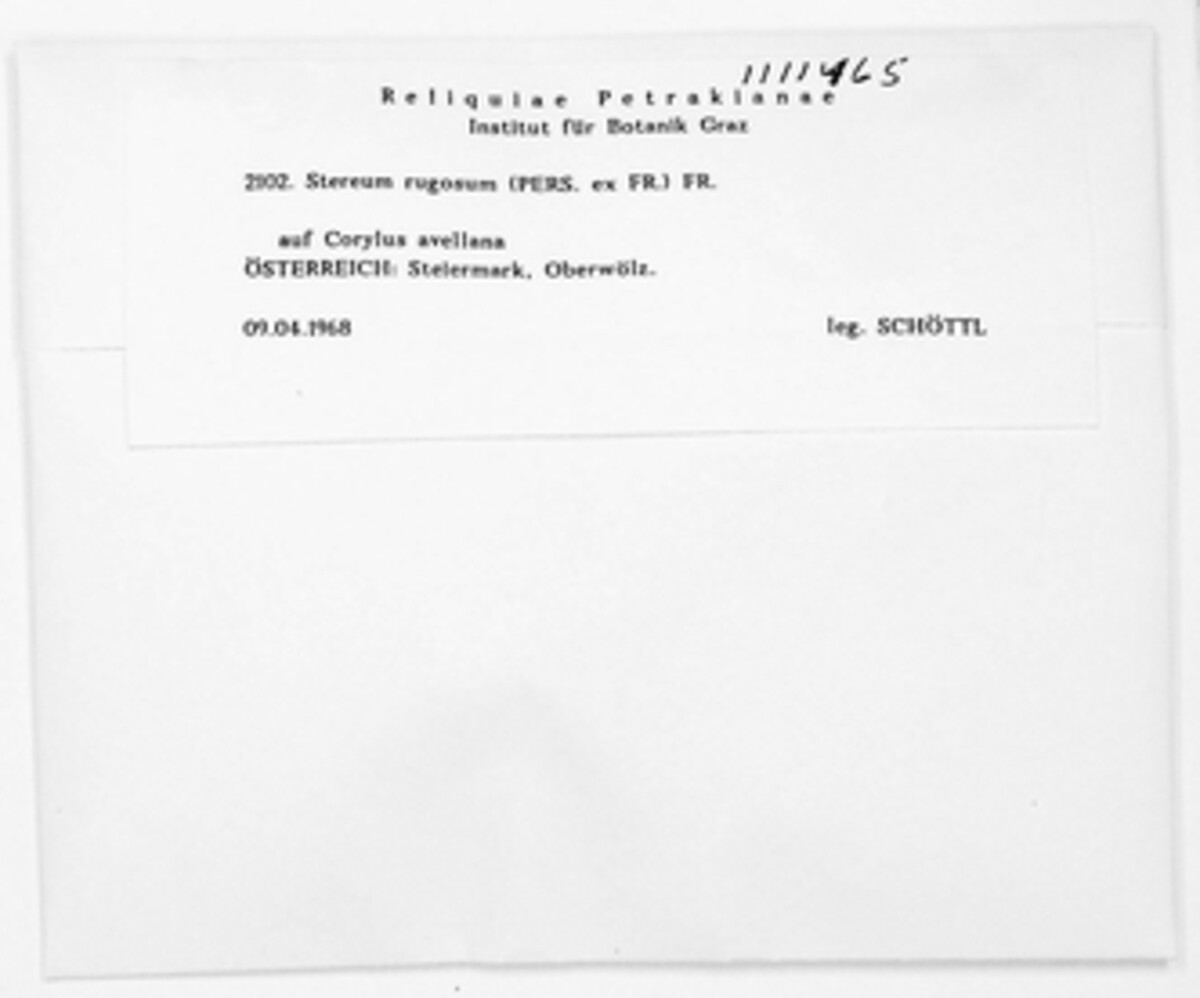 1111465
Reliquiae Petrakianae
Institut für Botanik Graz
2102. Stereum rugosum (PERS. ex FR.) FR.
auf Corylus avellana
ÖSTERREICH: Steiermark, Oberwölz.
09.04.1968
leg. SCHÖTTL